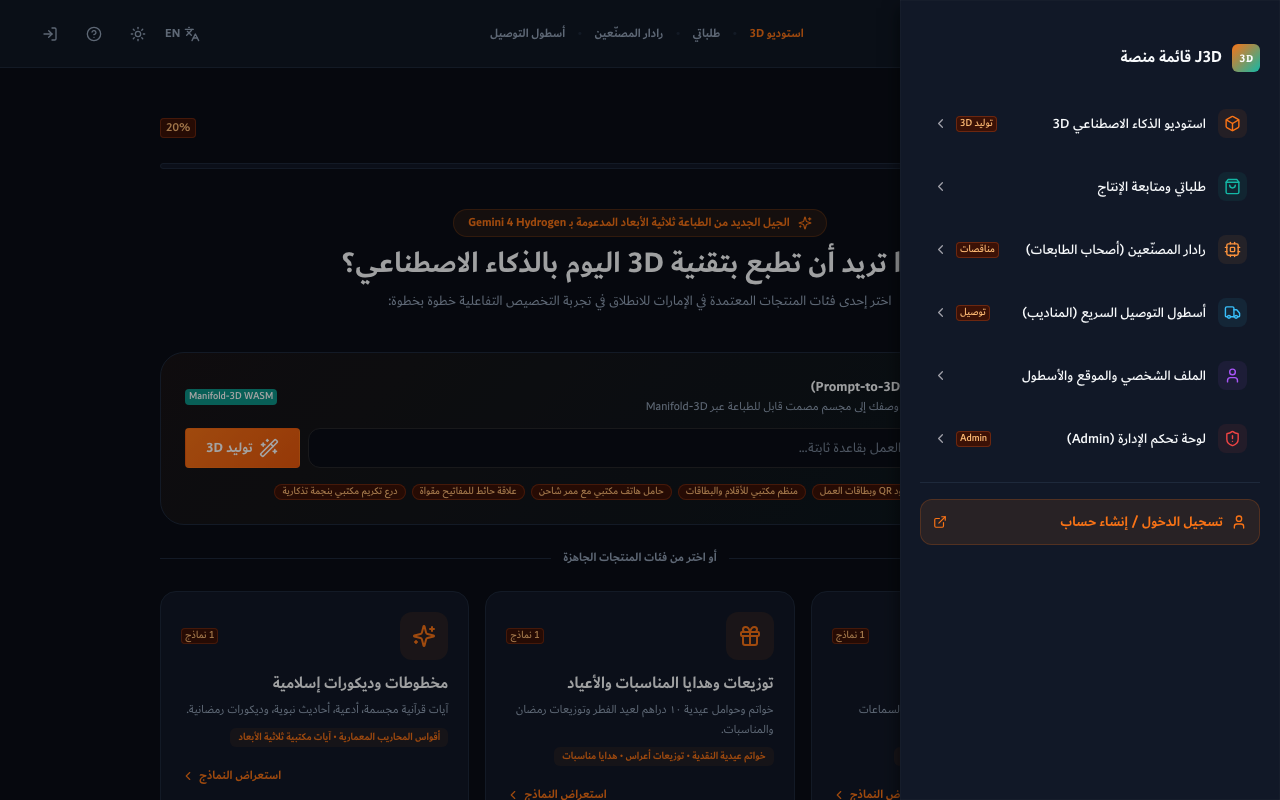 3D
J3D قائمة منصة
استوديو الذكاء الاصطناعي 3D
توليد 3D
طلباتي ومتابعة الإنتاج
رادار المصنّعين (أصحاب الطابعات)
مناقصات
أسطول التوصيل السريع (المناديب)
توصيل
الملف الشخصي والموقع والأسطول
لوحة تحكم الإدارة (Admin)
Admin
تسجيل الدخول / إنشاء حساب
استوديو 3D
طلباتي
رادار المصنّعين
أسطول التوصيل
EN
20%
الجيل الجديد من الطباعة ثلاثية الأبعاد المدعومة بـ Gemini 4 Hydrogen
تريد أن تطبع بتقنية 3D اليوم بالذكاء الاصطناعي؟
اختر إحدى فئات المنتجات المعتمدة في الإمارات للانطلاق في تجربة التخصيص التفاعلية خطوة بخطوة:
(Prompt-to-3D
وصفك إلى مجسم مصمت قابل للطباعة عبر Manifold-3D
Manifold-3D WASM
العمل بقاعدة ثابتة...
توليد 3D
QR وبطاقات العمل
منظم مكتبي للأقلام والبطاقات
حامل هاتف مكتبي مع ممر شاحن
علاقة حائط للمفاتيح مقواة
درع تكريم مكتبي بنجمة تذكارية
أو اختر من فئات المنتجات الجاهزة
1 نماذج
السماعات
النماذج
1 نماذج
توزيعات وهدايا المناسبات والأعياد
خواتم وحوامل عيدية ١٠ دراهم لعيد الفطر وتوزيعات رمضان
والمناسبات.
خواتم عيدية النقدية • توزيعات أعراس • هدايا مناسبات
استعراض النماذج
1 نماذج
مخطوطات وديكورات إسلامية
آيات قرآنية مجسمة، أدعية، أحاديث نبوية، وديكورات رمضانية.
أقواس المحاريب المعمارية • آيات مكتبية ثلاثية الأبعاد
استعراض النماذج